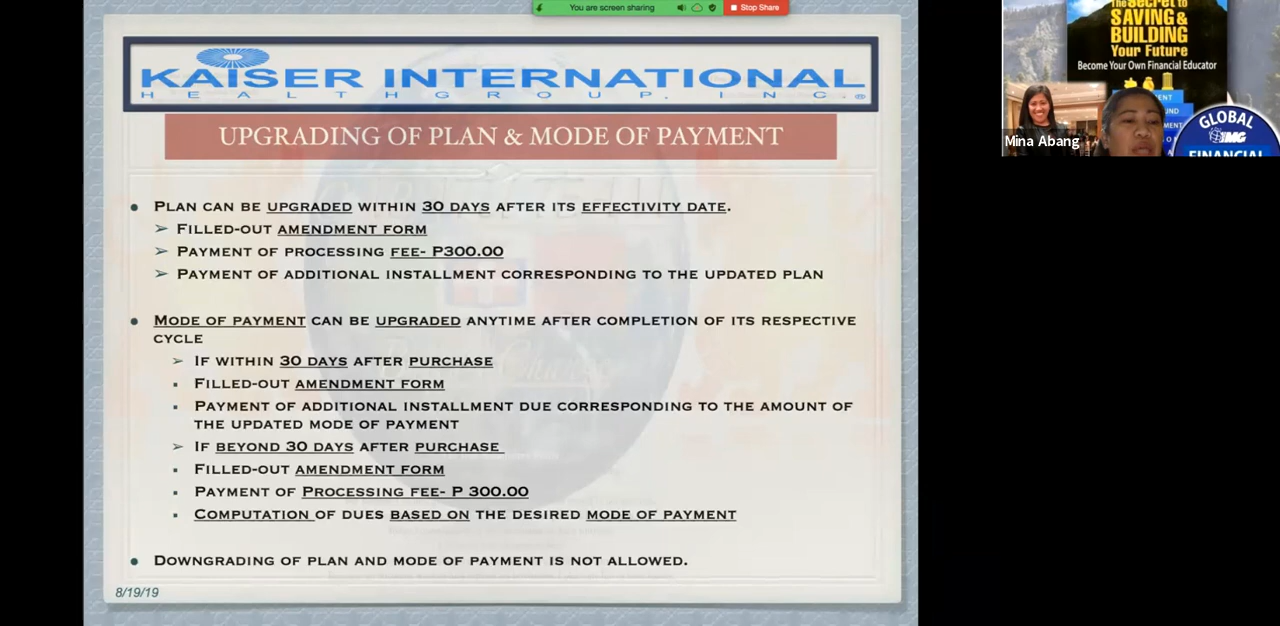 You are screen sharing
Stop Share
KAISER INTERNATIONAL
HEALTHGROUP, INC.®
UPGRADING OF PLAN & MODE OF PAYMENT
• PLAN CAN BE UPGRADED WITHIN 30 DAYS AFTER ITS EFFECTIVITY DATE.
➢ FILLED-OUT AMENDMENT FORM
➢ PAYMENT OF PROCESSING FEE- P300.00
➢ PAYMENT OF ADDITIONAL INSTALLMENT CORRESPONDING TO THE UPDATED PLAN
• MODE OF PAYMENT CAN BE UPGRADED ANYTIME AFTER COMPLETION OF ITS RESPECTIVE
CYCLE
➢ IF WITHIN 30 DAYS AFTER PURCHASE
▪ FILLED-OUT AMENDMENT FORM
▪ PAYMENT OF ADDITIONAL INSTALLMENT DUE CORRESPONDING TO THE AMOUNT OF
THE UPDATED MODE OF PAYMENT
➢ IF BEYOND 30 DAYS AFTER PURCHASE
▪ FILLED-OUT AMENDMENT FORM
▪ PAYMENT OF PROCESSING FEE- P 300.00
▪ COMPUTATION OF DUES BASED ON THE DESIRED MODE OF PAYMENT
• DOWNGRADING OF PLAN AND MODE OF PAYMENT IS NOT ALLOWED.
8/19/19
The Secret to
SAVING &
BUILDING
Your Future
Become Your Own Financial Educator
GLOBAL
IMG
FINANCIAL
Mina Abang